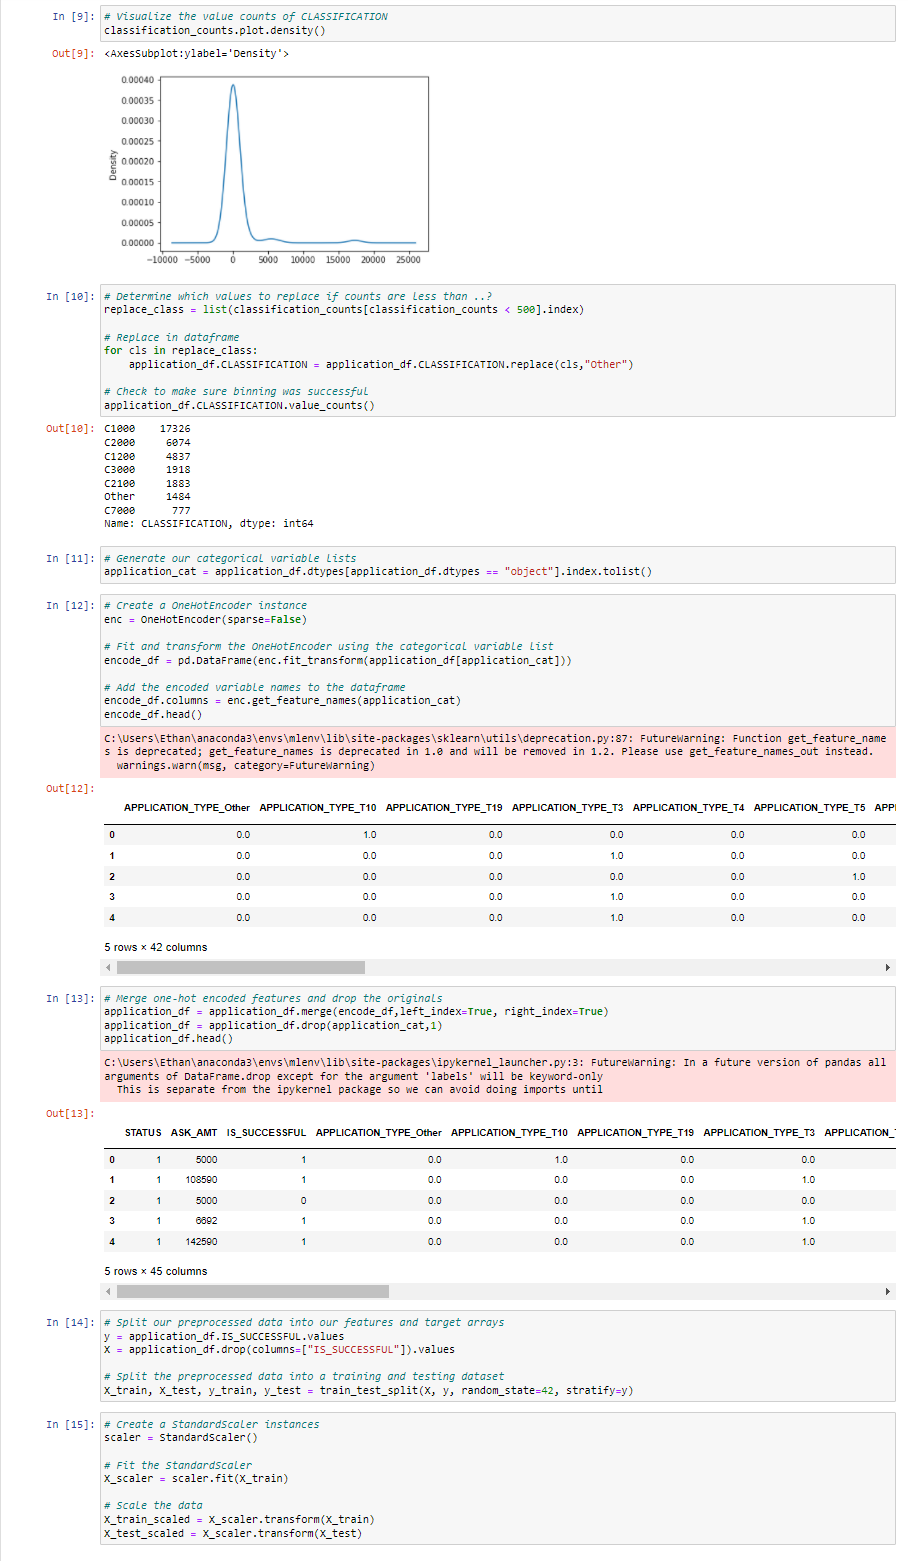 In [9]: # Visualize the value counts of CLASSIFICATION
classification_counts.plot.density()
Out[9]: <AxesSubplot:ylabel='Density'>
0.00040
0.00035
0.00030
0.00025
0.00020
0.00015
0.00010
0.00005
0.00000
Density
−10000 −5000 0 5000 10000 15000 20000 25000
In [10]: # Determine which values to replace if counts are less than ..?
replace_class = list(classification_counts[classification_counts < 500].index)
# Replace in dataframe
for cls in replace_class:
    application_df.CLASSIFICATION = application_df.CLASSIFICATION.replace(cls,"Other")
# Check to make sure binning was successful
application_df.CLASSIFICATION.value_counts()
Out[10]: C1000    17326
C2000     6074
C1200     4837
C3000     1918
C2100     1883
Other     1484
C7000      777
Name: CLASSIFICATION, dtype: int64
In [11]: # Generate our categorical variable lists
application_cat = application_df.dtypes[application_df.dtypes == "object"].index.tolist()
In [12]: # Create a OneHotEncoder instance
enc = OneHotEncoder(sparse=False)
# Fit and transform the OneHotEncoder using the categorical variable list
encode_df = pd.DataFrame(enc.fit_transform(application_df[application_cat]))
# Add the encoded variable names to the dataframe
encode_df.columns = enc.get_feature_names(application_cat)
encode_df.head()
C:\Users\Ethan\anaconda3\envs\mlenv\lib\site-packages\sklearn\utils\deprecation.py:87: FutureWarning: Function get_feature_name
s is deprecated; get_feature_names is deprecated in 1.0 and will be removed in 1.2. Please use get_feature_names_out instead.
  warnings.warn(msg, category=FutureWarning)
Out[12]:
APPLICATION_TYPE_Other APPLICATION_TYPE_T10 APPLICATION_TYPE_T19 APPLICATION_TYPE_T3 APPLICATION_TYPE_T4 APPLICATION_TYPE_T5 APPI
0 0.0 1.0 0.0 0.0 0.0 0.0
1 0.0 0.0 0.0 1.0 0.0 0.0
2 0.0 0.0 0.0 0.0 0.0 1.0
3 0.0 0.0 0.0 1.0 0.0 0.0
4 0.0 0.0 0.0 1.0 0.0 0.0
5 rows × 42 columns
In [13]: # Merge one-hot encoded features and drop the originals
application_df = application_df.merge(encode_df,left_index=True, right_index=True)
application_df = application_df.drop(application_cat,1)
application_df.head()
C:\Users\Ethan\anaconda3\envs\mlenv\lib\site-packages\ipykernel_launcher.py:3: FutureWarning: In a future version of pandas all
arguments of DataFrame.drop except for the argument 'labels' will be keyword-only
  This is separate from the ipykernel package so we can avoid doing imports until
Out[13]:
STATUS ASK_AMT IS_SUCCESSFUL APPLICATION_TYPE_Other APPLICATION_TYPE_T10 APPLICATION_TYPE_T19 APPLICATION_TYPE_T3 APPLICATION_
0 1 5000 1 0.0 1.0 0.0 0.0
1 1 108590 1 0.0 0.0 0.0 1.0
2 1 5000 0 0.0 0.0 0.0 0.0
3 1 6692 1 0.0 0.0 0.0 1.0
4 1 142590 1 0.0 0.0 0.0 1.0
5 rows × 45 columns
In [14]: # Split our preprocessed data into our features and target arrays
y = application_df.IS_SUCCESSFUL.values
X = application_df.drop(columns=["IS_SUCCESSFUL"]).values
# Split the preprocessed data into a training and testing dataset
X_train, X_test, y_train, y_test = train_test_split(X, y, random_state=42, stratify=y)
In [15]: # Create a StandardScaler instances
scaler = StandardScaler()
# Fit the StandardScaler
X_scaler = scaler.fit(X_train)
# Scale the data
X_train_scaled = X_scaler.transform(X_train)
X_test_scaled = X_scaler.transform(X_test)